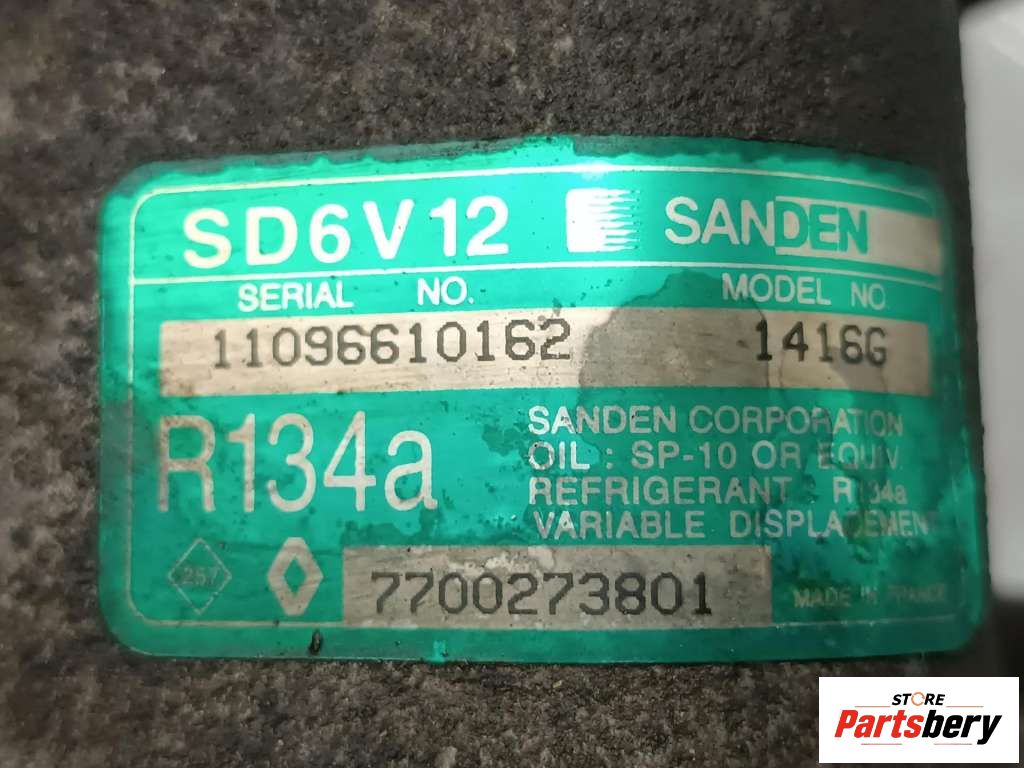 SD6V12 SANDEN
SERIAL NO. MODEL NO
11096610162 1416G
R134a
SANDEN CORPORATION
OIL : SP-10 OR EQUIV.
REFRIGERANT : R134a
VARIABLE DISPLACEMENT
257
7700273801
MADE IN FRANCE
STORE
Partsbery